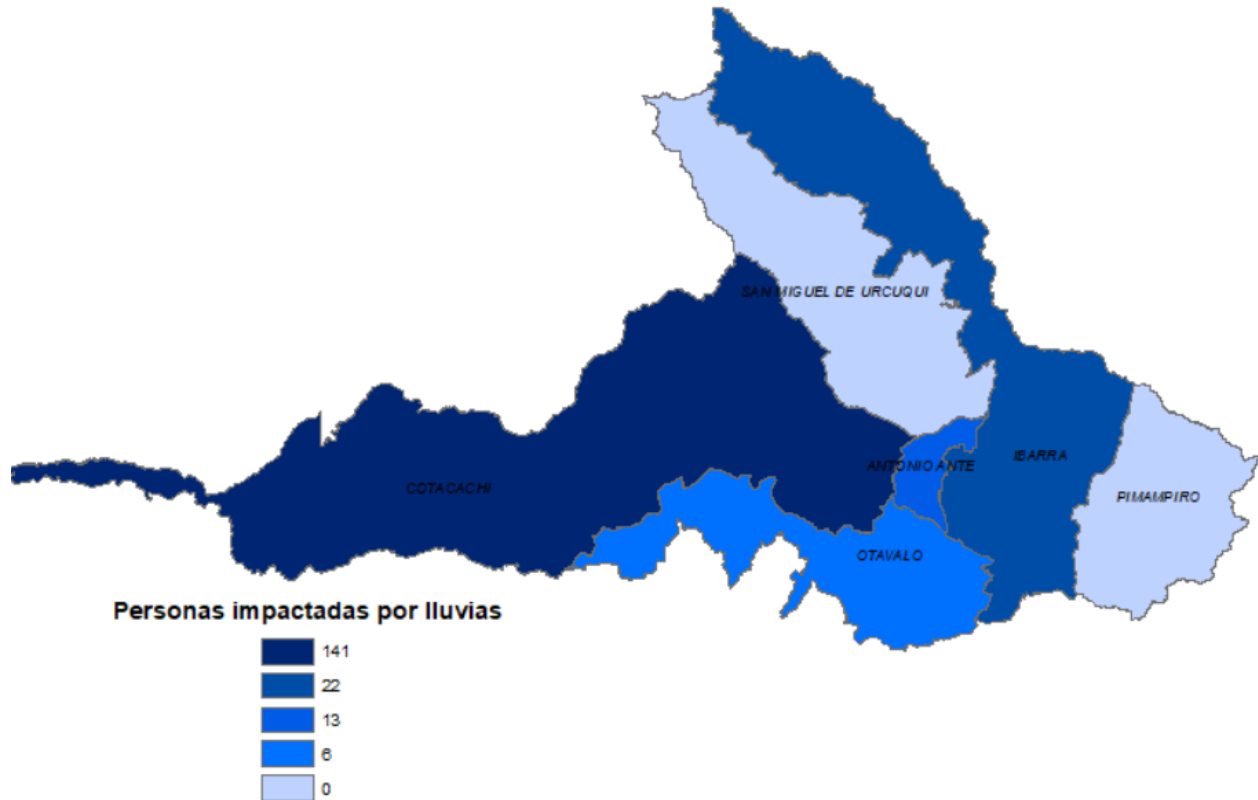 SAN MIGUEL DE URCUQUI
IBARRA
ANTONIO ANTE
COTACACHI
PIMAMPIRO
OTAVALO
Personas impactadas por lluvias
141
22
13
6
0